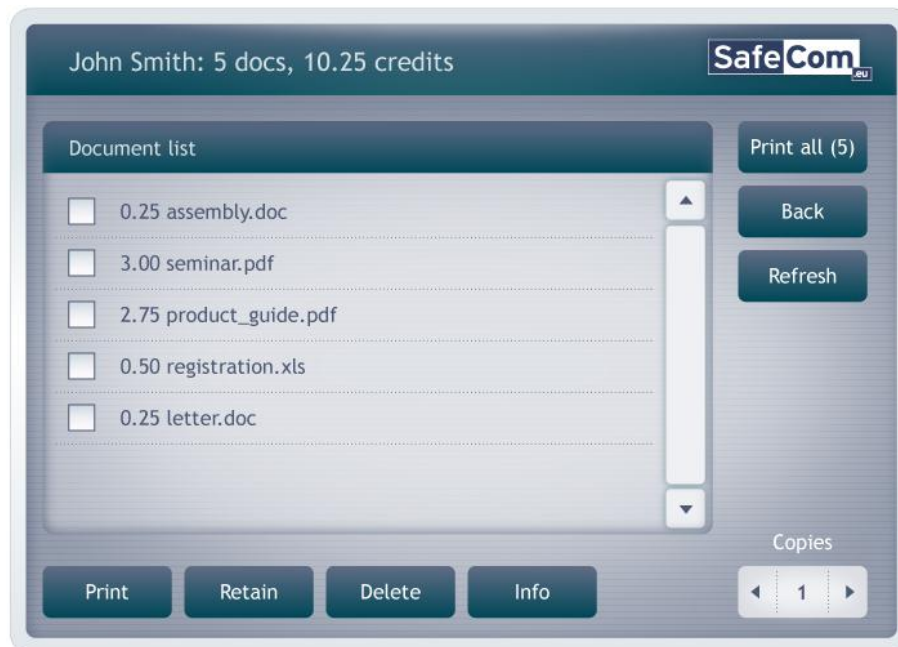 John Smith: 5 docs, 10.25 credits
SafeCom.eu
Document list
Print all (5)
0.25 assembly.doc
Back
3.00 seminar.pdf
Refresh
2.75 product_guide.pdf
0.50 registration.xls
0.25 letter.doc
Copies
Print
Retain
Delete
Info
1